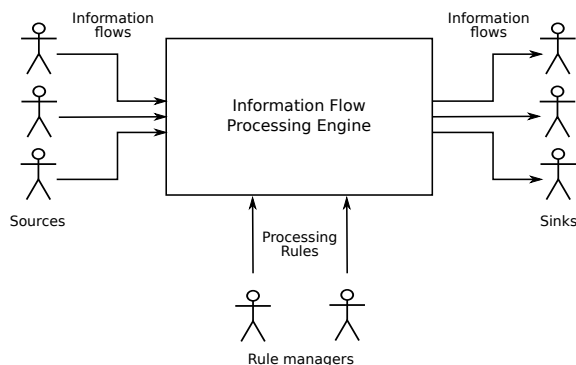 Information
flows
Information
flows
Information Flow
Processing Engine
Sources
Sinks
Processing
Rules
Rule managers